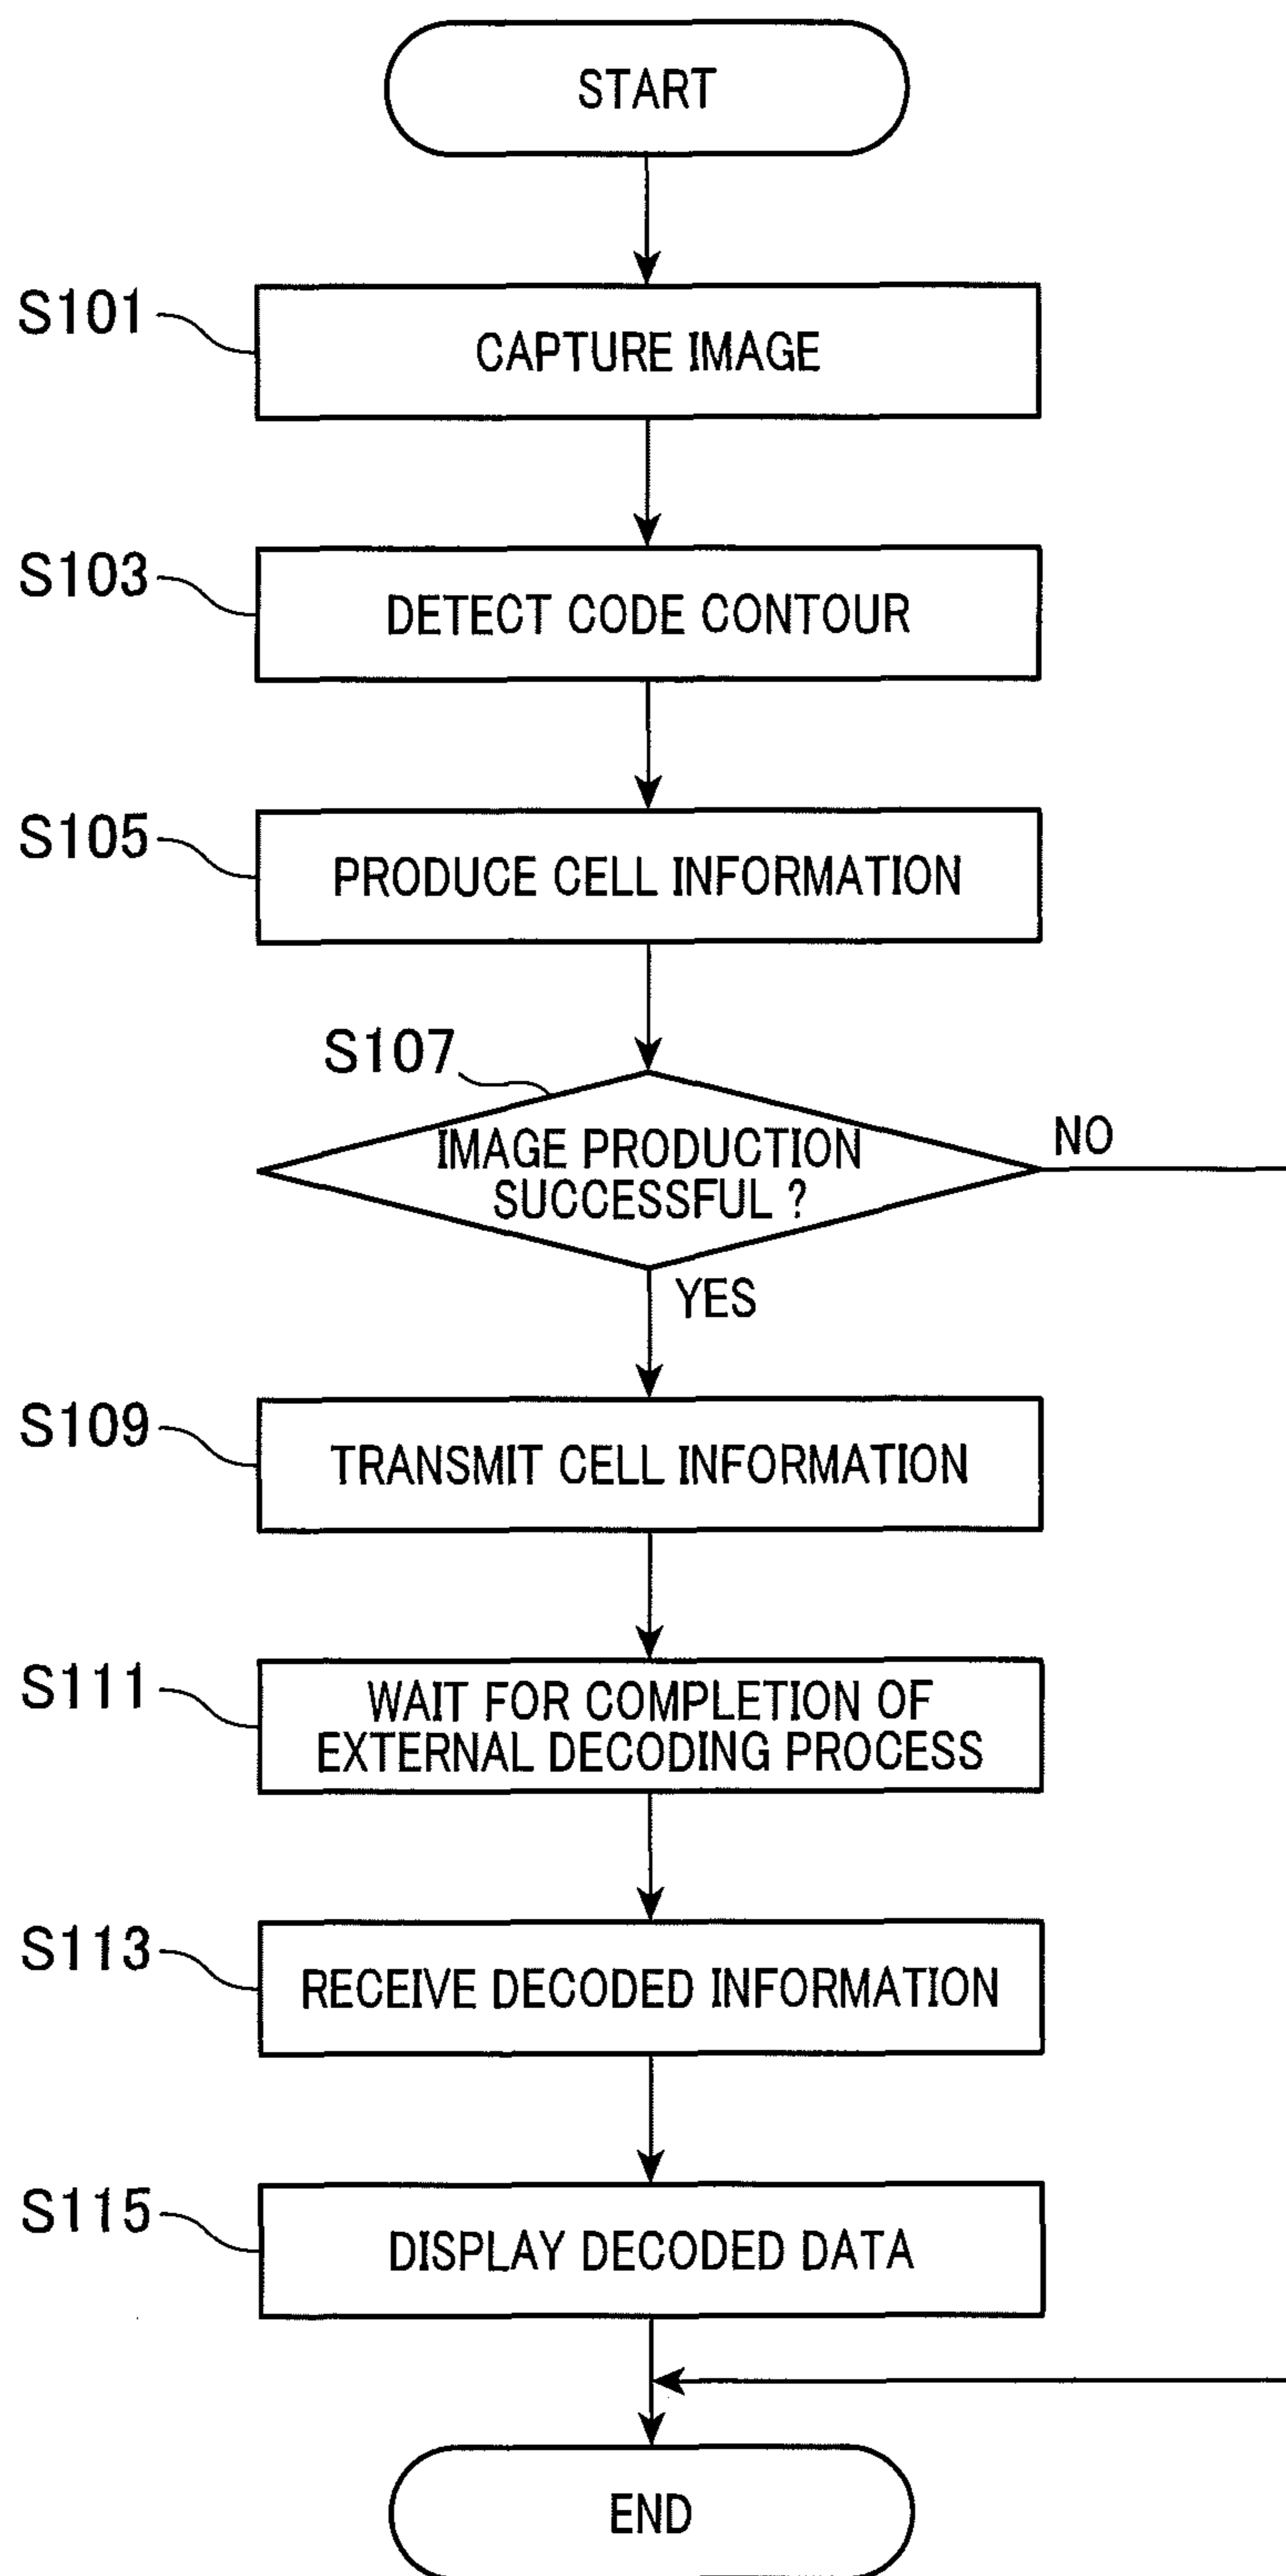 START
S101
CAPTURE IMAGE
S103
DETECT CODE CONTOUR
S105
PRODUCE CELL INFORMATION
S107
IMAGE PRODUCTION
SUCCESSFUL ?
NO
YES
S109
TRANSMIT CELL INFORMATION
S111
WAIT FOR COMPLETION OF
EXTERNAL DECODING PROCESS
S113
RECEIVE DECODED INFORMATION
S115
DISPLAY DECODED DATA
END